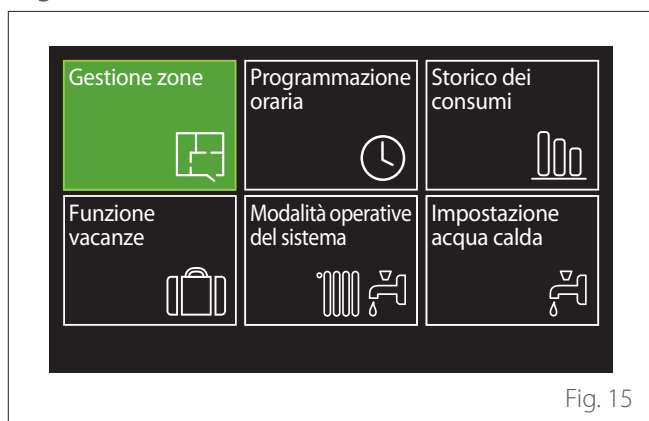 Gestione zone
Programmazione
oraria
Storico dei
consumi
Funzione
vacanze
Modalità operative
del sistema
Impostazione
acqua calda
Fig. 15